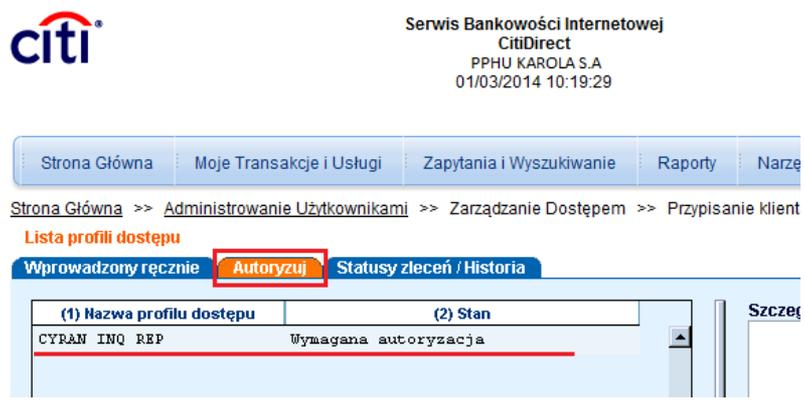 citi
Serwis Bankowości Internetowej
CitiDirect
PPHU KAROLA S.A
01/03/2014 10:19:29
Strona Główna Moje Transakcje i Usługi Zapytania i Wyszukiwanie Raporty Narzę
Strona Główna >> Administrowanie Użytkownikami >> Zarządzanie Dostępem >> Przypisanie klient
Lista profili dostępu
Wprowadzony ręcznie Autoryzuj Statusy zleceń / Historia
(1) Nazwa profilu dostępu (2) Stan Szczeg
CYRAN INQ REP Wymagana autoryzacja